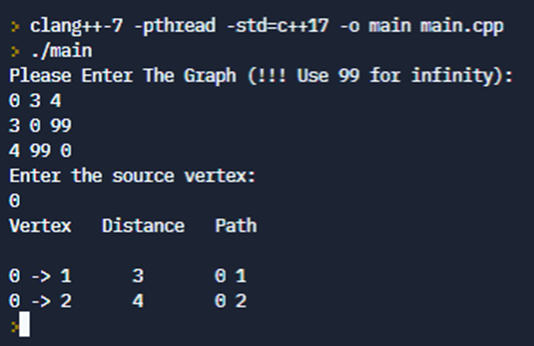 > clang++-7 -pthread -std=c++17 -o main main.cpp
> ./main
Please Enter The Graph (!!! Use 99 for infinity):
0 3 4
3 0 99
4 99 0
Enter the source vertex:
0
Vertex   Distance   Path

0 -> 1      3       0 1
0 -> 2      4       0 2
>